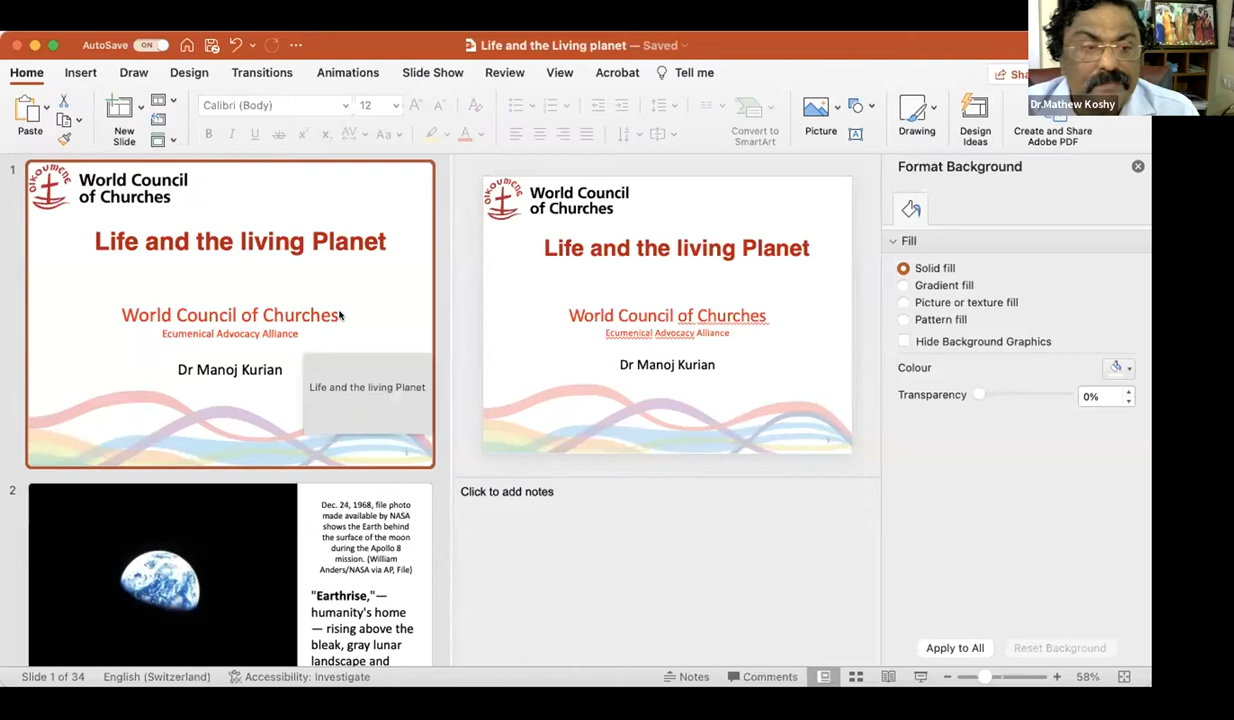 AutoSave ON
Life and the Living planet — Saved
Home Insert Draw Design Transitions Animations Slide Show Review View Acrobat Tell me
Sha
Dr.Mathew Koshy
Paste
New
Slide
Calibri (Body) 12
Convert to
SmartArt
Picture
Drawing
Design
Ideas
Create and Share
Adobe PDF
1
OIKOUMENE
World Council
of Churches
Life and the living Planet
World Council of Churches
Ecumenical Advocacy Alliance
Dr Manoj Kurian
Life and the living Planet
2
Dec. 24, 1968, file photo
made available by NASA
shows the Earth behind
the surface of the moon
during the Apollo 8
mission. (William
Anders/NASA via AP, File)
"Earthrise,"—
humanity's home
— rising above the
bleak, gray lunar
landscape and
OIKOUMENE
World Council
of Churches
Life and the living Planet
World Council of Churches
Ecumenical Advocacy Alliance
Dr Manoj Kurian
Click to add notes
Format Background
Fill
Solid fill
Gradient fill
Picture or texture fill
Pattern fill
Hide Background Graphics
Colour
Transparency 0%
Apply to All Reset Background
Slide 1 of 34 English (Switzerland) Accessibility: Investigate Notes Comments 58%